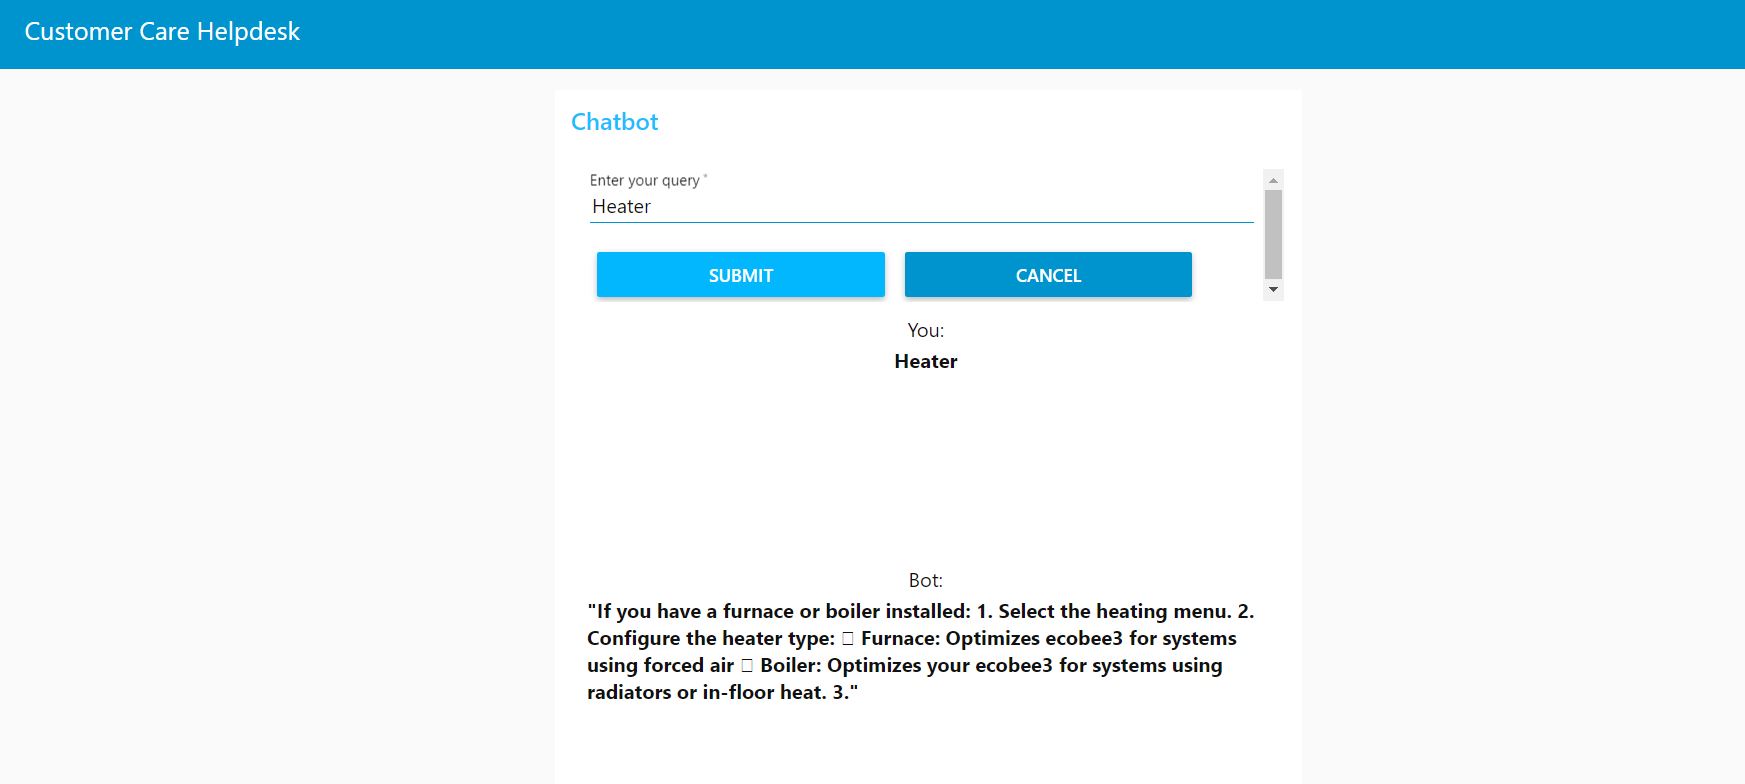 Customer Care Helpdesk
Chatbot
Enter your query *
Heater
SUBMIT CANCEL
You:
Heater
Bot:
"If you have a furnace or boiler installed: 1. Select the heating menu. 2.
Configure the heater type: ▯ Furnace: Optimizes ecobee3 for systems
using forced air ▯ Boiler: Optimizes your ecobee3 for systems using
radiators or in-floor heat. 3."